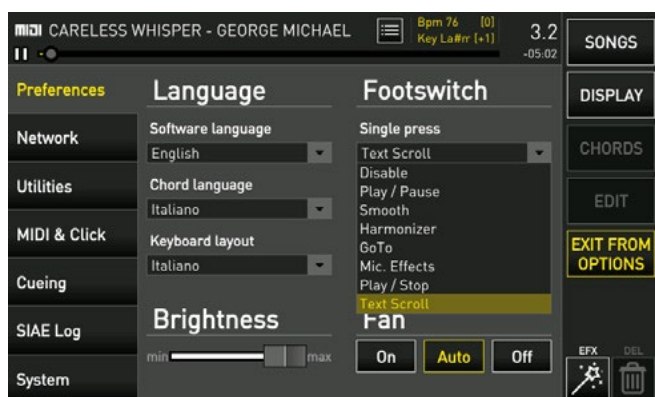 MIDI CARELESS WHISPER - GEORGE MICHAEL
Bpm 76 [0]
Key La#m [+1]
3.2
-05:02
SONGS
Preferences
Network
Utilities
MIDI & Click
Cueing
SIAE Log
System
Language
Software language
English
Chord language
Italiano
Keyboard layout
Italiano
Brightness
min
max
Footswitch
Single press
Text Scroll
Disable
Play / Pause
Smooth
Harmonizer
GoTo
Mic. Effects
Play / Stop
Text Scroll
Fan
On
Auto
Off
DISPLAY
CHORDS
EDIT
EXIT FROM
OPTIONS
EFX
DEL